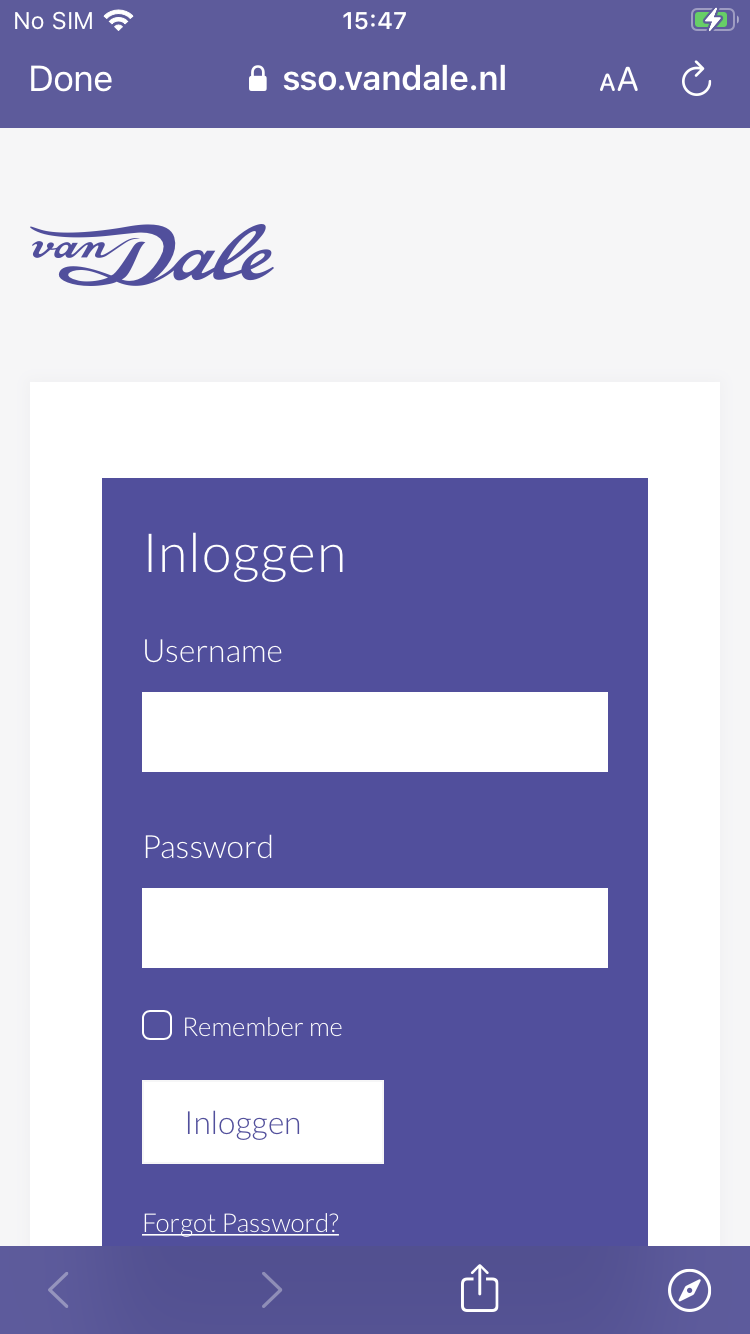 No SIM 15:47
Done sso.vandale.nl AA
van Dale
Inloggen
Username
Password
Remember me
Inloggen
Forgot Password?